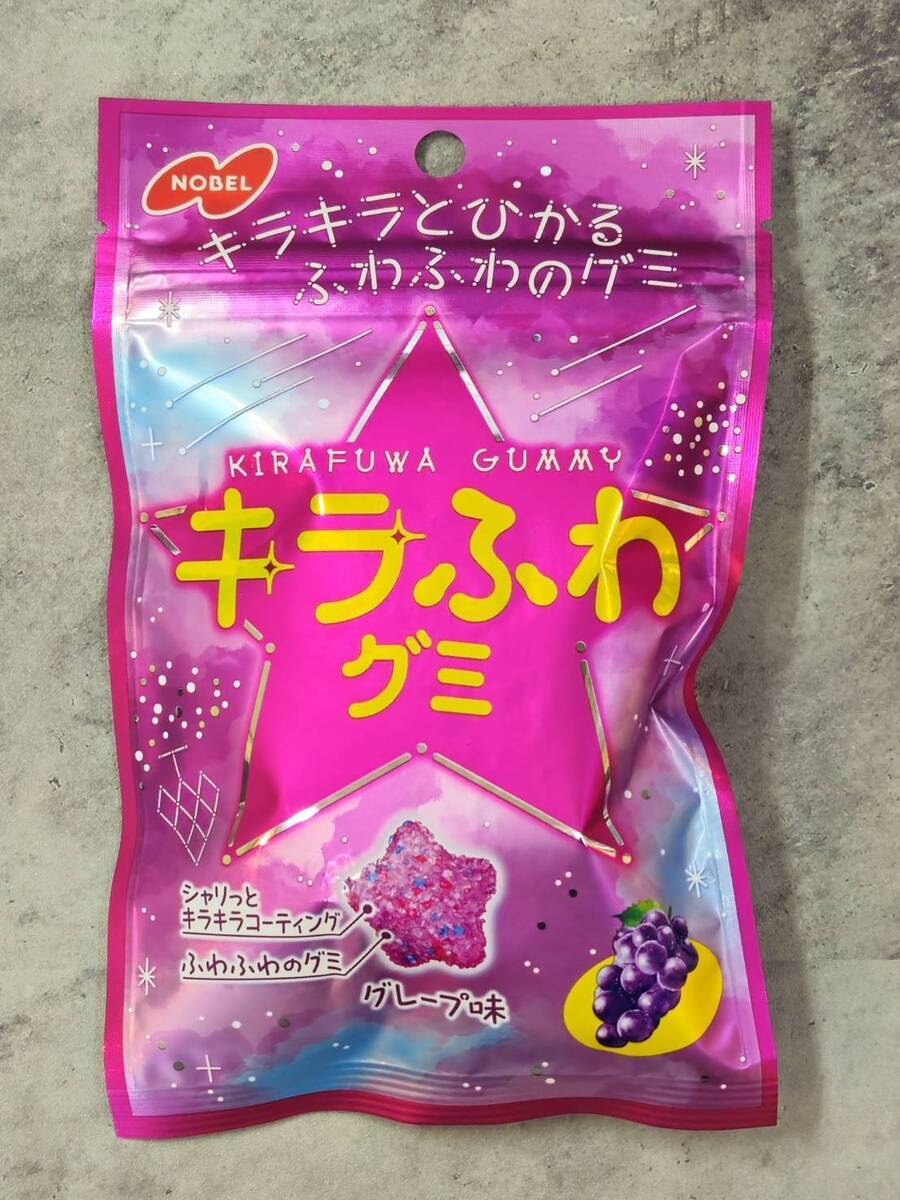 NOBEL
キラキラとひかる
ふわふわのグミ
KIRAFUWA GUMMY
キラふわ
グミ
シャリっと
キラキラコーティング
ふわふわのグミ
グレープ味